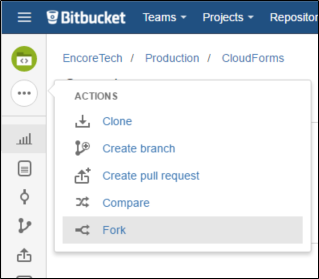 Bitbucket Teams Projects Repositor
EncoreTech / Production / CloudForms
ACTIONS
Clone
Create branch
Create pull request
Compare
Fork